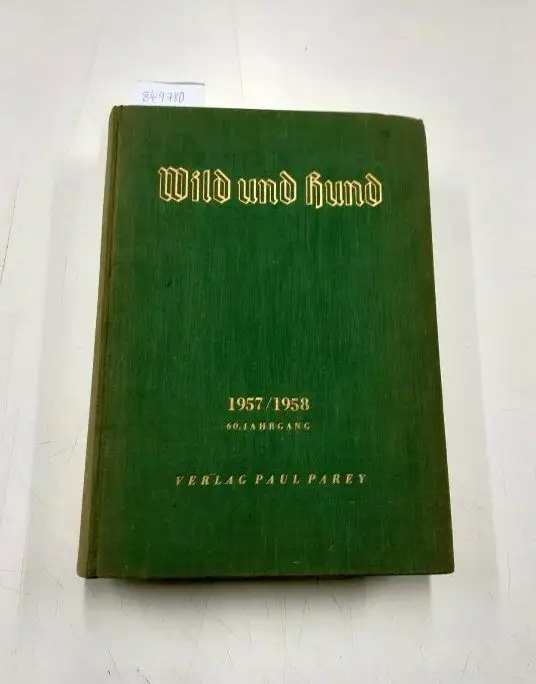 849780
Wild und Hund
1957/1958
60. JAHRGANG
VERLAG PAUL PAREY